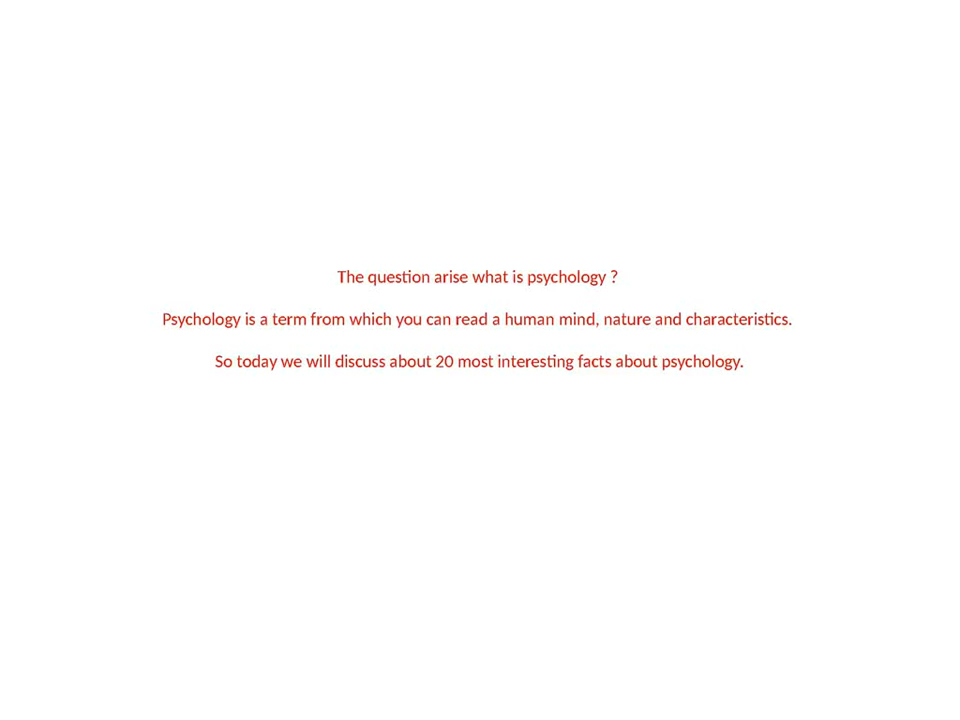 The question arise what is psychology ?
Psychology is a term from which you can read a human mind, nature and characteristics.
So today we will discuss about 20 most interesting facts about psychology.